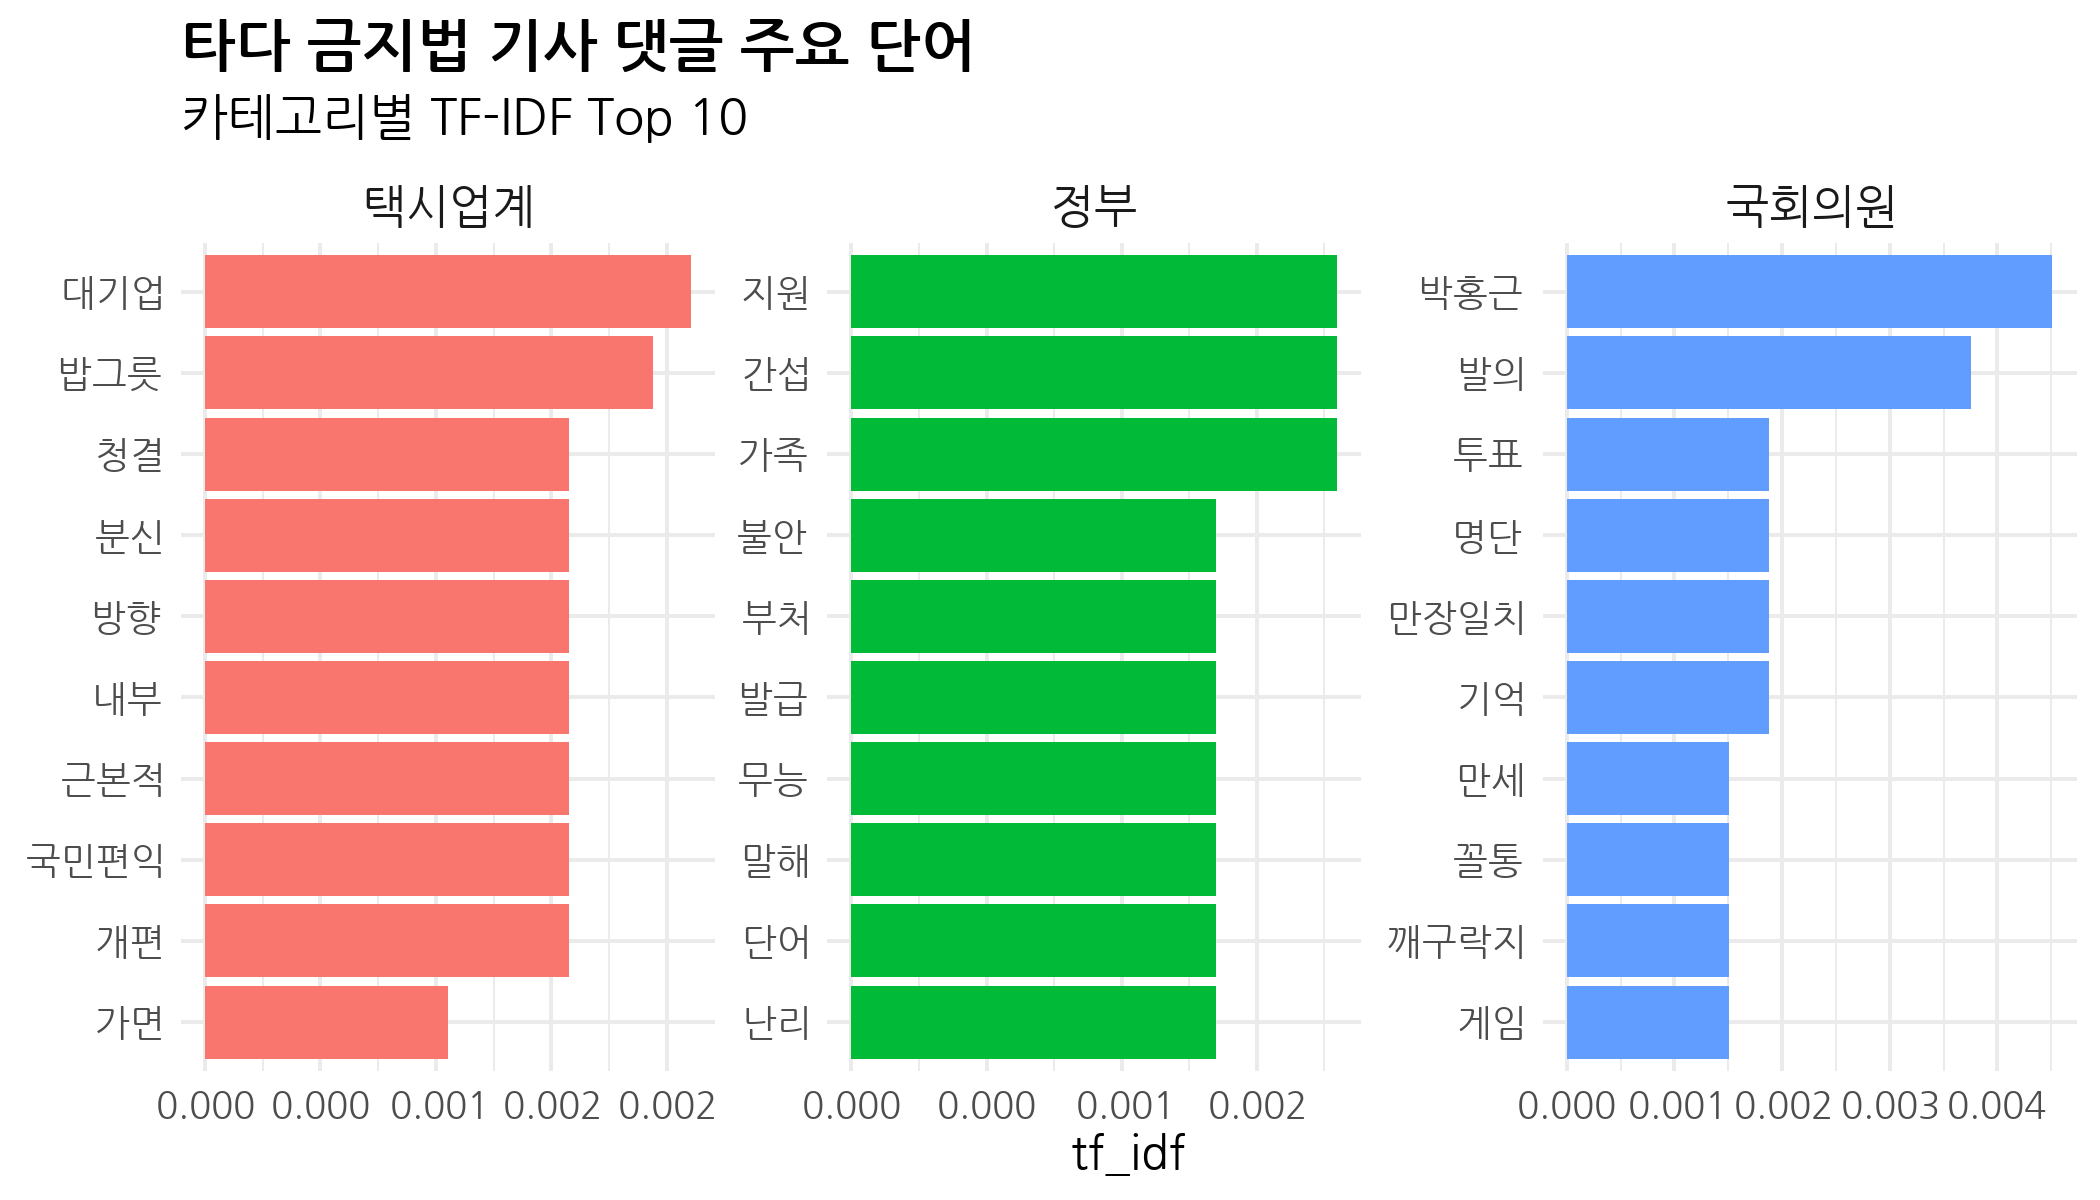 타다 금지법 기사 댓글 주요 단어
카테고리별 TF-IDF Top 10
택시업계
대기업
밥그릇
청결
분신
방향
내부
근본적
국민편익
개편
가면
0.000 0.000 0.001 0.002 0.002
정부
지원
간섭
가족
불안
부처
발급
무능
말해
단어
난리
0.000 0.000 0.001 0.002
국회의원
박홍근
발의
투표
명단
만장일치
기억
만세
꼴통
깨구락지
게임
0.000 0.001 0.002 0.003 0.004
tf_idf